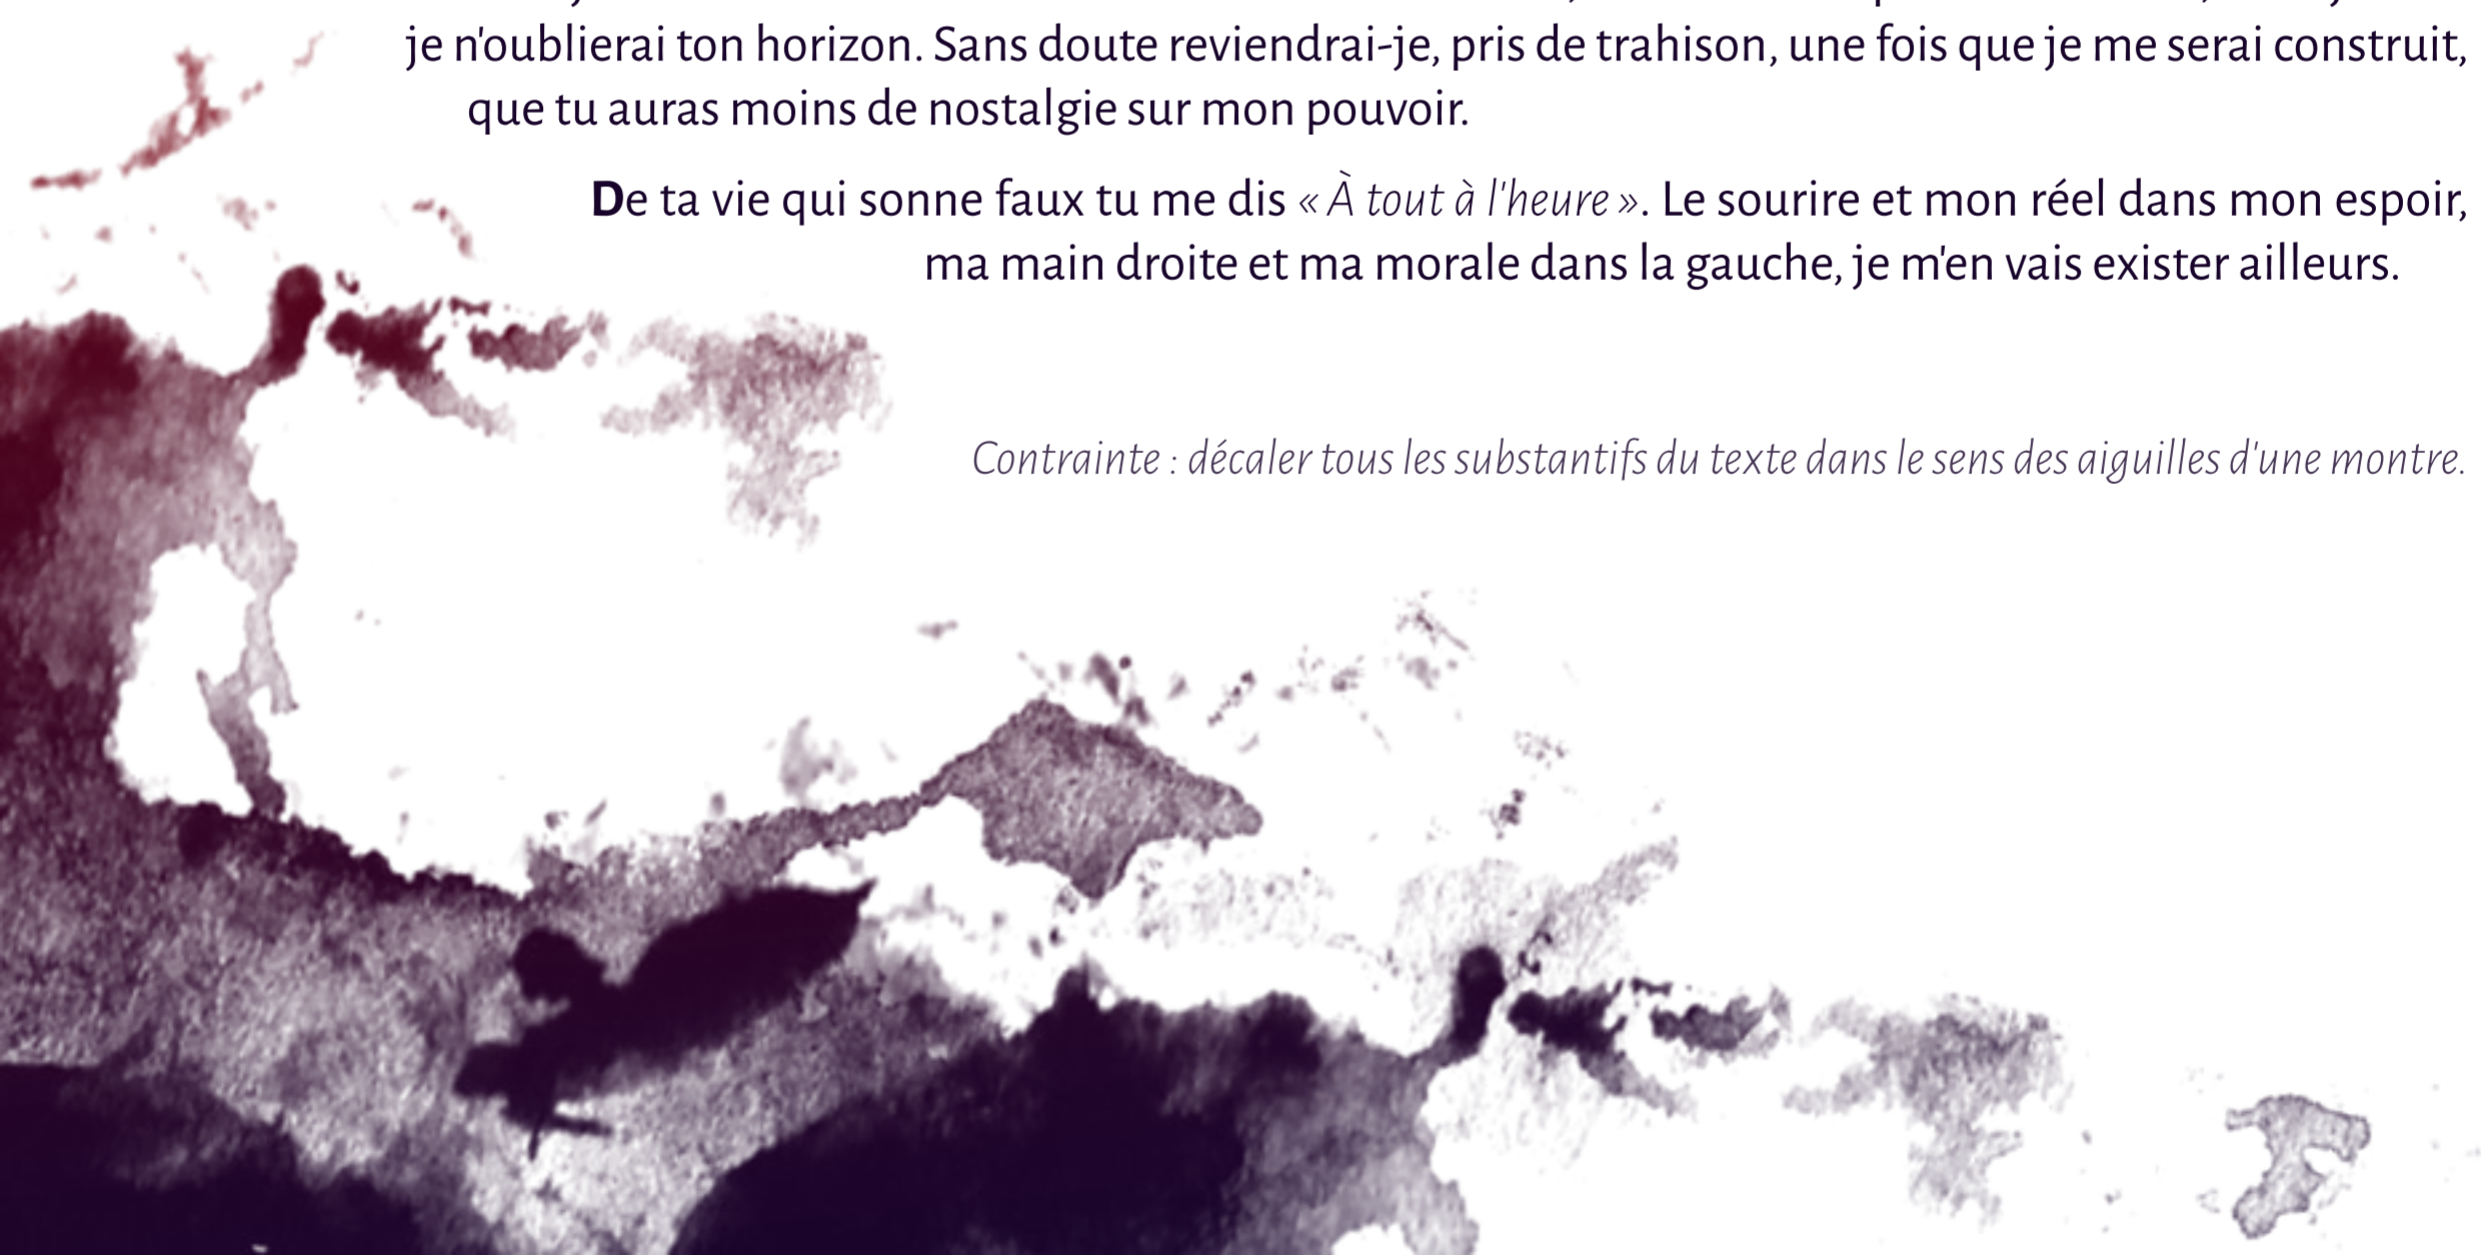 je n'oublierai ton horizon. Sans doute reviendrai-je, pris de trahison, une fois que je me serai construit,
que tu auras moins de nostalgie sur mon pouvoir.
De ta vie qui sonne faux tu me dis « À tout à l'heure ». Le sourire et mon réel dans mon espoir,
ma main droite et ma morale dans la gauche, je m'en vais exister ailleurs.
Contrainte : décaler tous les substantifs du texte dans le sens des aiguilles d'une montre.